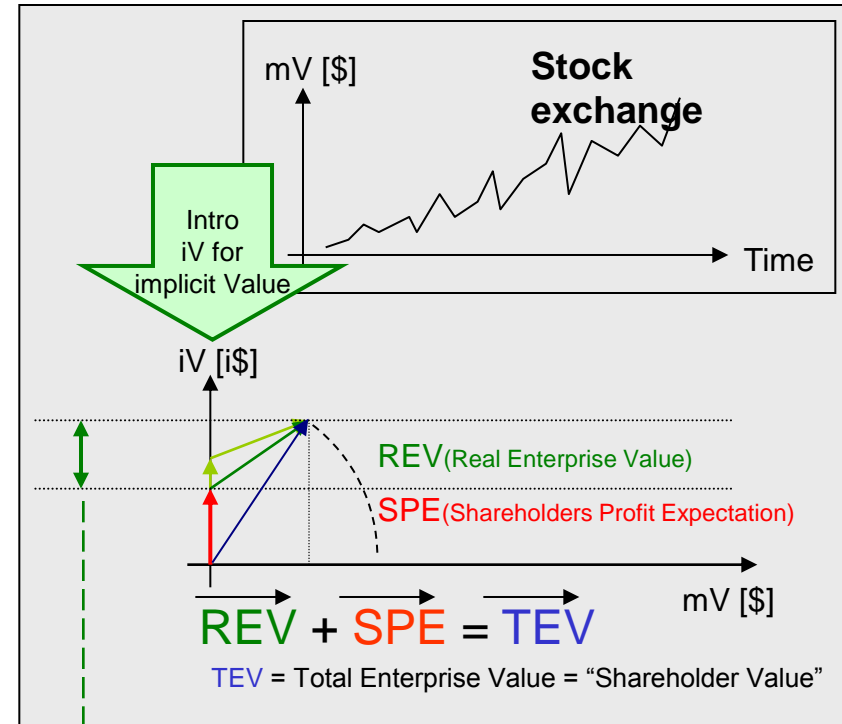 mV [$]
Stock
exchange
Time
Intro
iV for
implicit Value
iV [i$]
REV(Real Enterprise Value)
SPE(Shareholders Profit Expectation)
mV [$]
REV + SPE = TEV
TEV = Total Enterprise Value = “Shareholder Value”